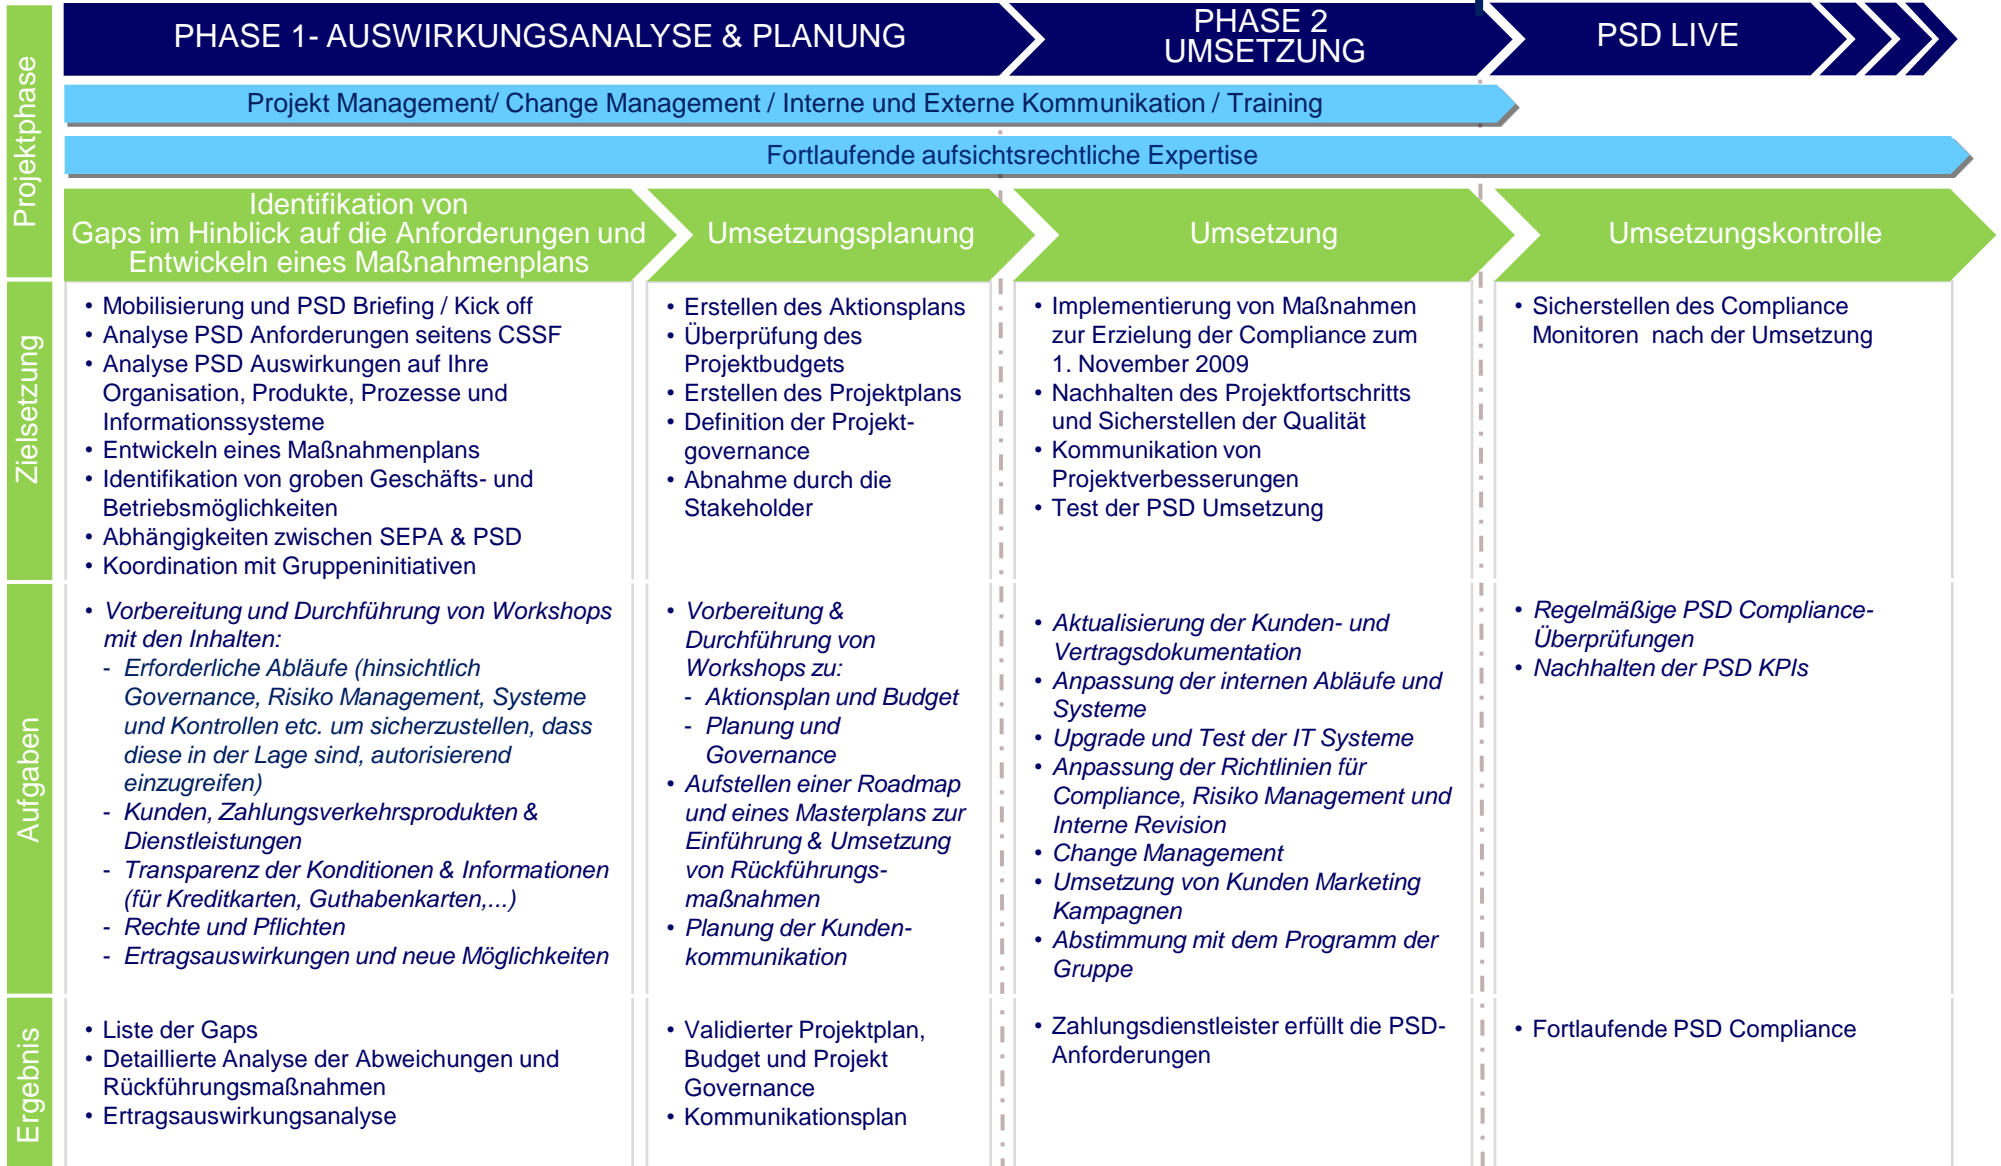 PHASE 1- AUSWIRKUNGSANALYSE & PLANUNG
PHASE 2
UMSETZUNG
PSD LIVE
Projektphase
Projekt Management/ Change Management / Interne und Externe Kommunikation / Training
Fortlaufende aufsichtsrechtliche Expertise
Identifikation von
Gaps im Hinblick auf die Anforderungen und
Entwickeln eines Maßnahmenplans
Umsetzungsplanung
Umsetzung
Umsetzungskontrolle
Zielsetzung
• Mobilisierung und PSD Briefing / Kick off
• Analyse PSD Anforderungen seitens CSSF
• Analyse PSD Auswirkungen auf Ihre
Organisation, Produkte, Prozesse und
Informationssysteme
• Entwickeln eines Maßnahmenplans
• Identifikation von groben Geschäfts- und
Betriebsmöglichkeiten
• Abhängigkeiten zwischen SEPA & PSD
• Koordination mit Gruppeninitiativen
• Erstellen des Aktionsplans
• Überprüfung des
Projektbudgets
• Erstellen des Projektplans
• Definition der Projekt-
governance
• Abnahme durch die
Stakeholder
• Implementierung von Maßnahmen
zur Erzielung der Compliance zum
1. November 2009
• Nachhalten des Projektfortschritts
und Sicherstellen der Qualität
• Kommunikation von
Projektverbesserungen
• Test der PSD Umsetzung
• Sicherstellen des Compliance
Monitoren  nach der Umsetzung
Aufgaben
• Vorbereitung und Durchführung von Workshops
mit den Inhalten:
- Erforderliche Abläufe (hinsichtlich
Governance, Risiko Management, Systeme
und Kontrollen etc. um sicherzustellen, dass
diese in der Lage sind, autorisierend
einzugreifen)
- Kunden, Zahlungsverkehrsprodukten &
Dienstleistungen
- Transparenz der Konditionen & Informationen
(für Kreditkarten, Guthabenkarten,...)
- Rechte und Pflichten
- Ertragsauswirkungen und neue Möglichkeiten
• Vorbereitung &
Durchführung von
Workshops zu:
- Aktionsplan und Budget
- Planung und
Governance
• Aufstellen einer Roadmap
und eines Masterplans zur
Einführung & Umsetzung
von Rückführungs-
maßnahmen
• Planung der Kunden-
kommunikation
• Aktualisierung der Kunden- und
Vertragsdokumentation
• Anpassung der internen Abläufe und
Systeme
• Upgrade und Test der IT Systeme
• Anpassung der Richtlinien für
Compliance, Risiko Management und
Interne Revision
• Change Management
• Umsetzung von Kunden Marketing
Kampagnen
• Abstimmung mit dem Programm der
Gruppe
• Regelmäßige PSD Compliance-
Überprüfungen
• Nachhalten der PSD KPIs
Ergebnis
• Liste der Gaps
• Detaillierte Analyse der Abweichungen und
Rückführungsmaßnahmen
• Ertragsauswirkungsanalyse
• Validierter Projektplan,
Budget und Projekt
Governance
• Kommunikationsplan
• Zahlungsdienstleister erfüllt die PSD-
Anforderungen
• Fortlaufende PSD Compliance